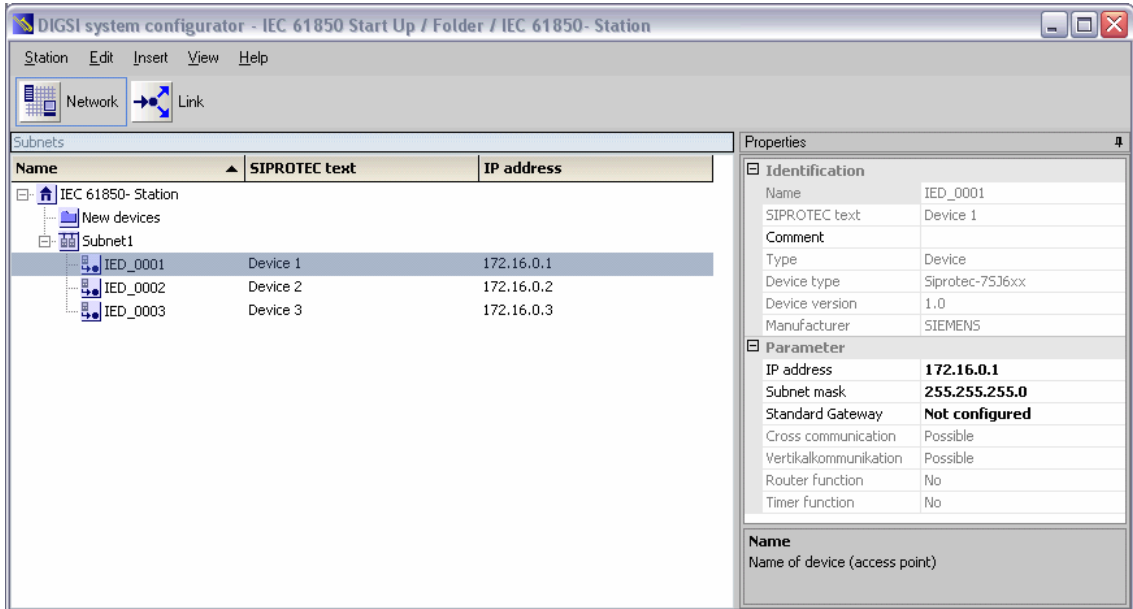 DIGSI system configurator - IEC 61850 Start Up / Folder / IEC 61850- Station
Station Edit Insert View Help
Network Link
Subnets
Name SIPROTEC text IP address
IEC 61850- Station
New devices
Subnet1
IED_0001 Device 1 172.16.0.1
IED_0002 Device 2 172.16.0.2
IED_0003 Device 3 172.16.0.3
Properties
Identification
Name IED_0001
SIPROTEC text Device 1
Comment
Type Device
Device type Siprotec-7SJ6xx
Device version 1.0
Manufacturer SIEMENS
Parameter
IP address 172.16.0.1
Subnet mask 255.255.255.0
Standard Gateway Not configured
Cross communication Possible
Vertikalkommunikation Possible
Router function No
Timer function No
Name
Name of device (access point)